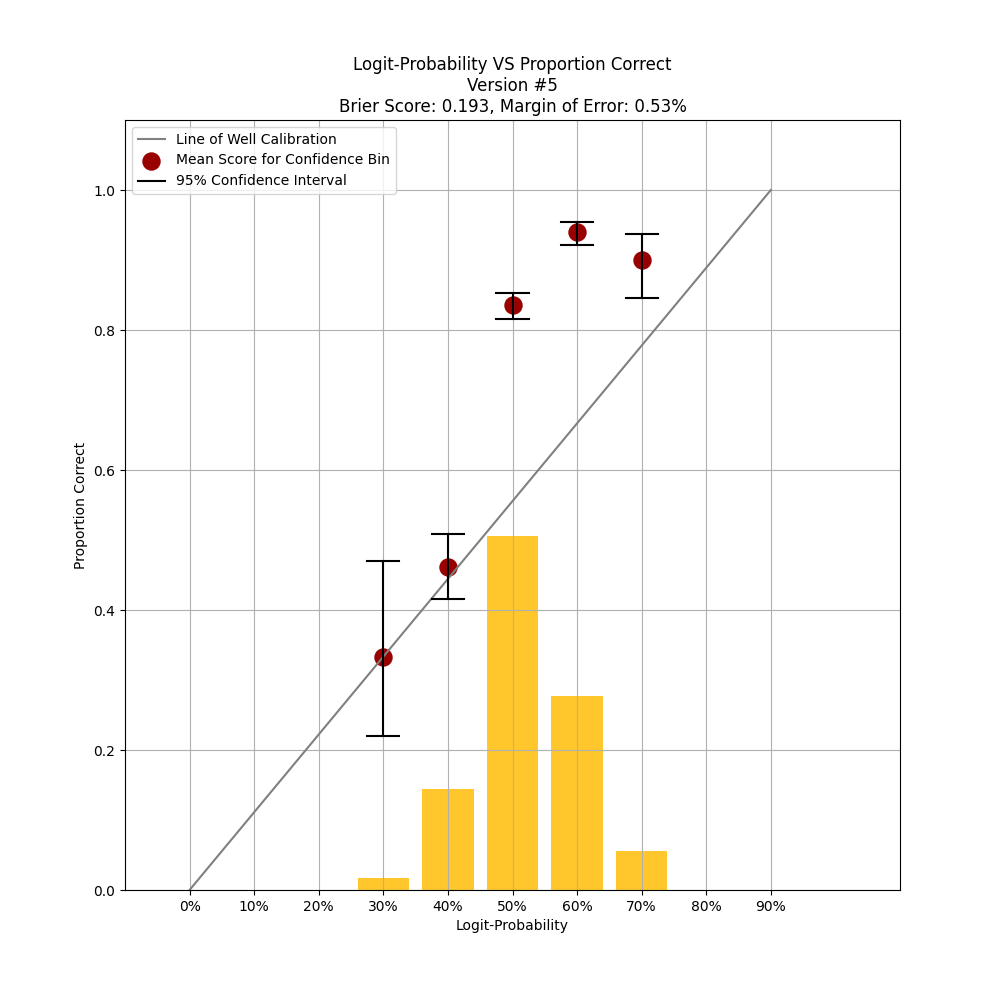 Logit-Probability VS Proportion Correct
Version #5
Brier Score: 0.193, Margin of Error: 0.53%
Line of Well Calibration
Mean Score for Confidence Bin
95% Confidence Interval
1.0
0.8
0.6
0.4
0.2
0.0
Proportion Correct
0% 10% 20% 30% 40% 50% 60% 70% 80% 90%
Logit-Probability